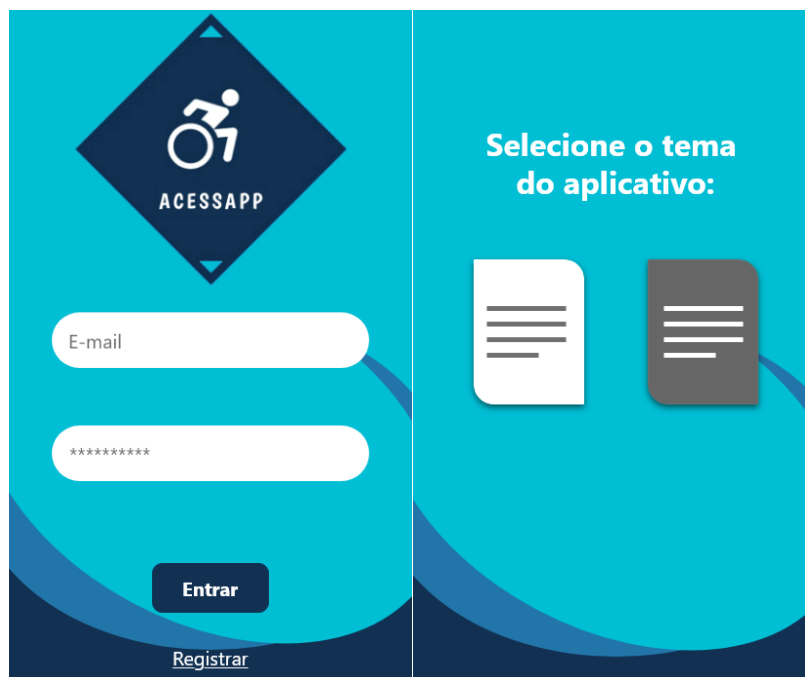 ACESSAPP
E-mail
**********
Entrar
Registrar
Selecione o tema
do aplicativo: